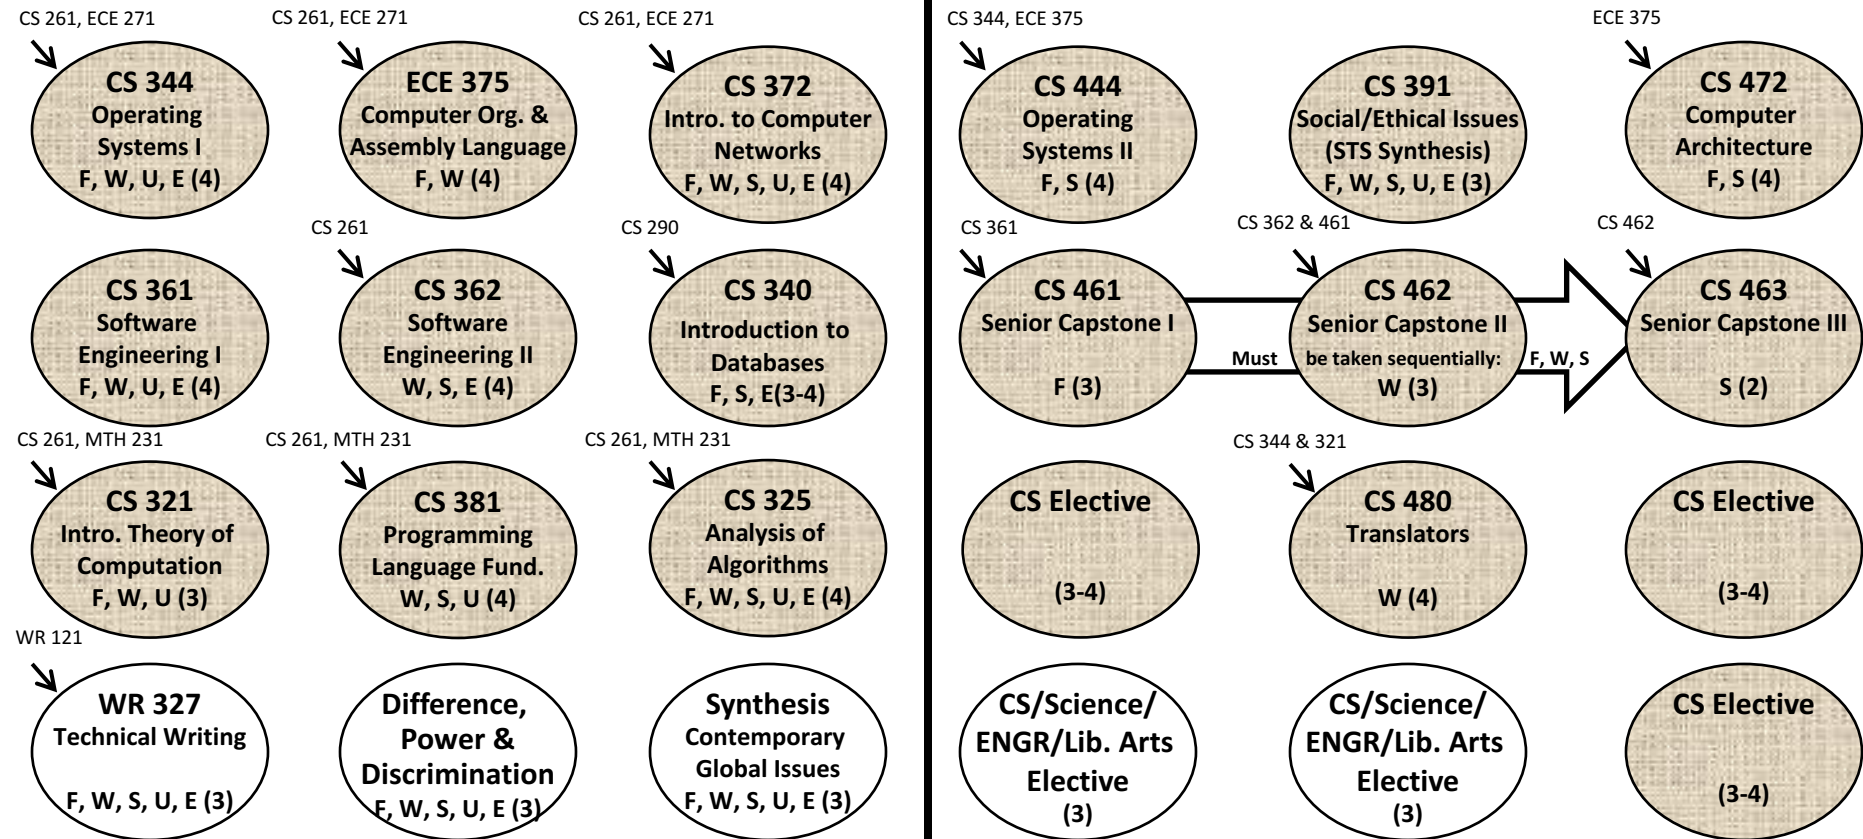 CS 261, ECE 271
CS 344
Operating
Systems I
F, W, U, E (4)
CS 261, ECE 271
ECE 375
Computer Org. &
Assembly Language
F, W (4)
CS 261, ECE 271
CS 372
Intro. to Computer
Networks
F, W, S, U, E (4)
CS 361
Software
Engineering I
F, W, U, E (4)
CS 261
CS 362
Software
Engineering II
W, S, E (4)
CS 290
CS 340
Introduction to
Databases
F, S, E(3-4)
CS 261, MTH 231
CS 321
Intro. Theory of
Computation
F, W, U (3)
CS 261, MTH 231
CS 381
Programming
Language Fund.
W, S, U (4)
CS 261, MTH 231
CS 325
Analysis of
Algorithms
F, W, S, U, E (4)
WR 121
WR 327
Technical Writing
F, W, S, U, E (3)
Difference,
Power &
Discrimination
F, W, S, U, E (3)
Synthesis
Contemporary
Global Issues
F, W, S, U, E (3)
CS 344, ECE 375
CS 444
Operating
Systems II
F, S (4)
CS 391
Social/Ethical Issues
(STS Synthesis)
F, W, S, U, E (3)
ECE 375
CS 472
Computer
Architecture
F, S (4)
CS 361
CS 461
Senior Capstone I
F (3)
CS 362 & 461
CS 462
Senior Capstone II
Must be taken sequentially: F, W, S
W (3)
CS 462
CS 463
Senior Capstone III
S (2)
CS Elective
(3-4)
CS 344 & 321
CS 480
Translators
W (4)
CS Elective
(3-4)
CS/Science/
ENGR/Lib. Arts
Elective
(3)
CS/Science/
ENGR/Lib. Arts
Elective
(3)
CS Elective
(3-4)